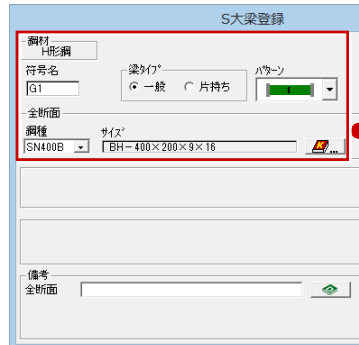 S大梁登録
鋼材
H形鋼
符号名
梁ﾀｲﾌﾟ
ﾊﾟﾀｰﾝ
G1
一般
片持ち
全断面
鋼種
ｻｲｽﾞ
SN400B
BH－400×200×9×16
...
備考
全断面